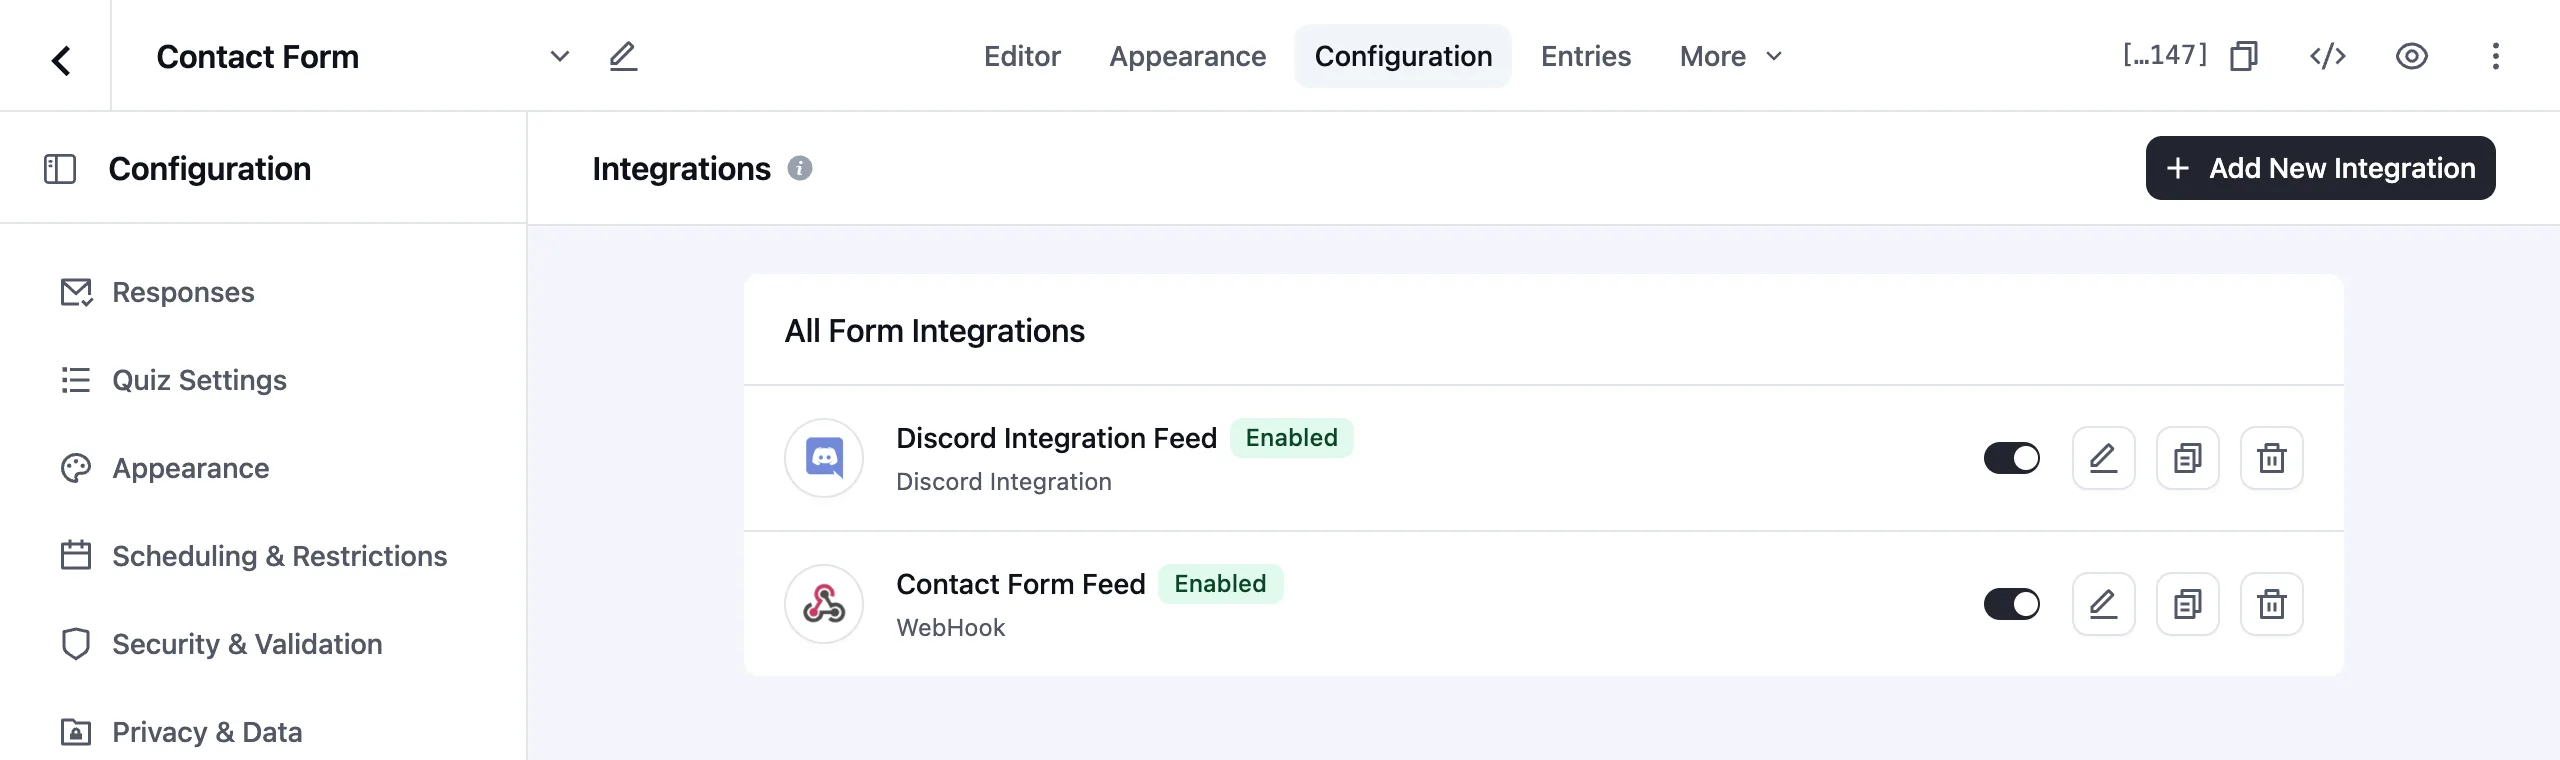 Contact Form
Editor
Appearance
Configuration
Entries
More
[...147]
Configuration
Integrations
+ Add New Integration
Responses
Quiz Settings
Appearance
Scheduling & Restrictions
Security & Validation
Privacy & Data
All Form Integrations
Discord Integration Feed Enabled
Discord Integration
Contact Form Feed Enabled
WebHook